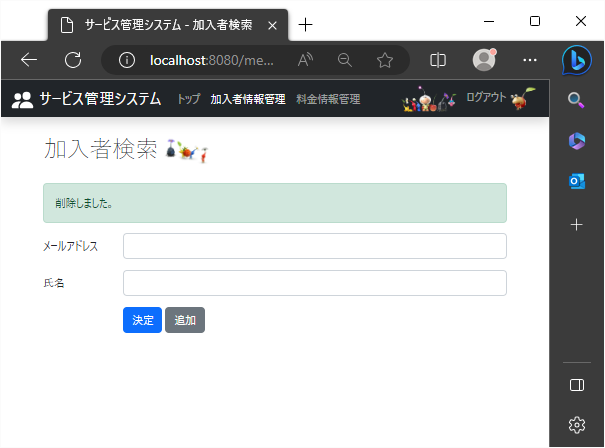 サービス管理システム - 加入者検索
localhost:8080/me...
サービス管理システム トップ 加入者情報管理 料金情報管理 ログアウト
加入者検索
削除しました。
メールアドレス
氏名
決定 追加